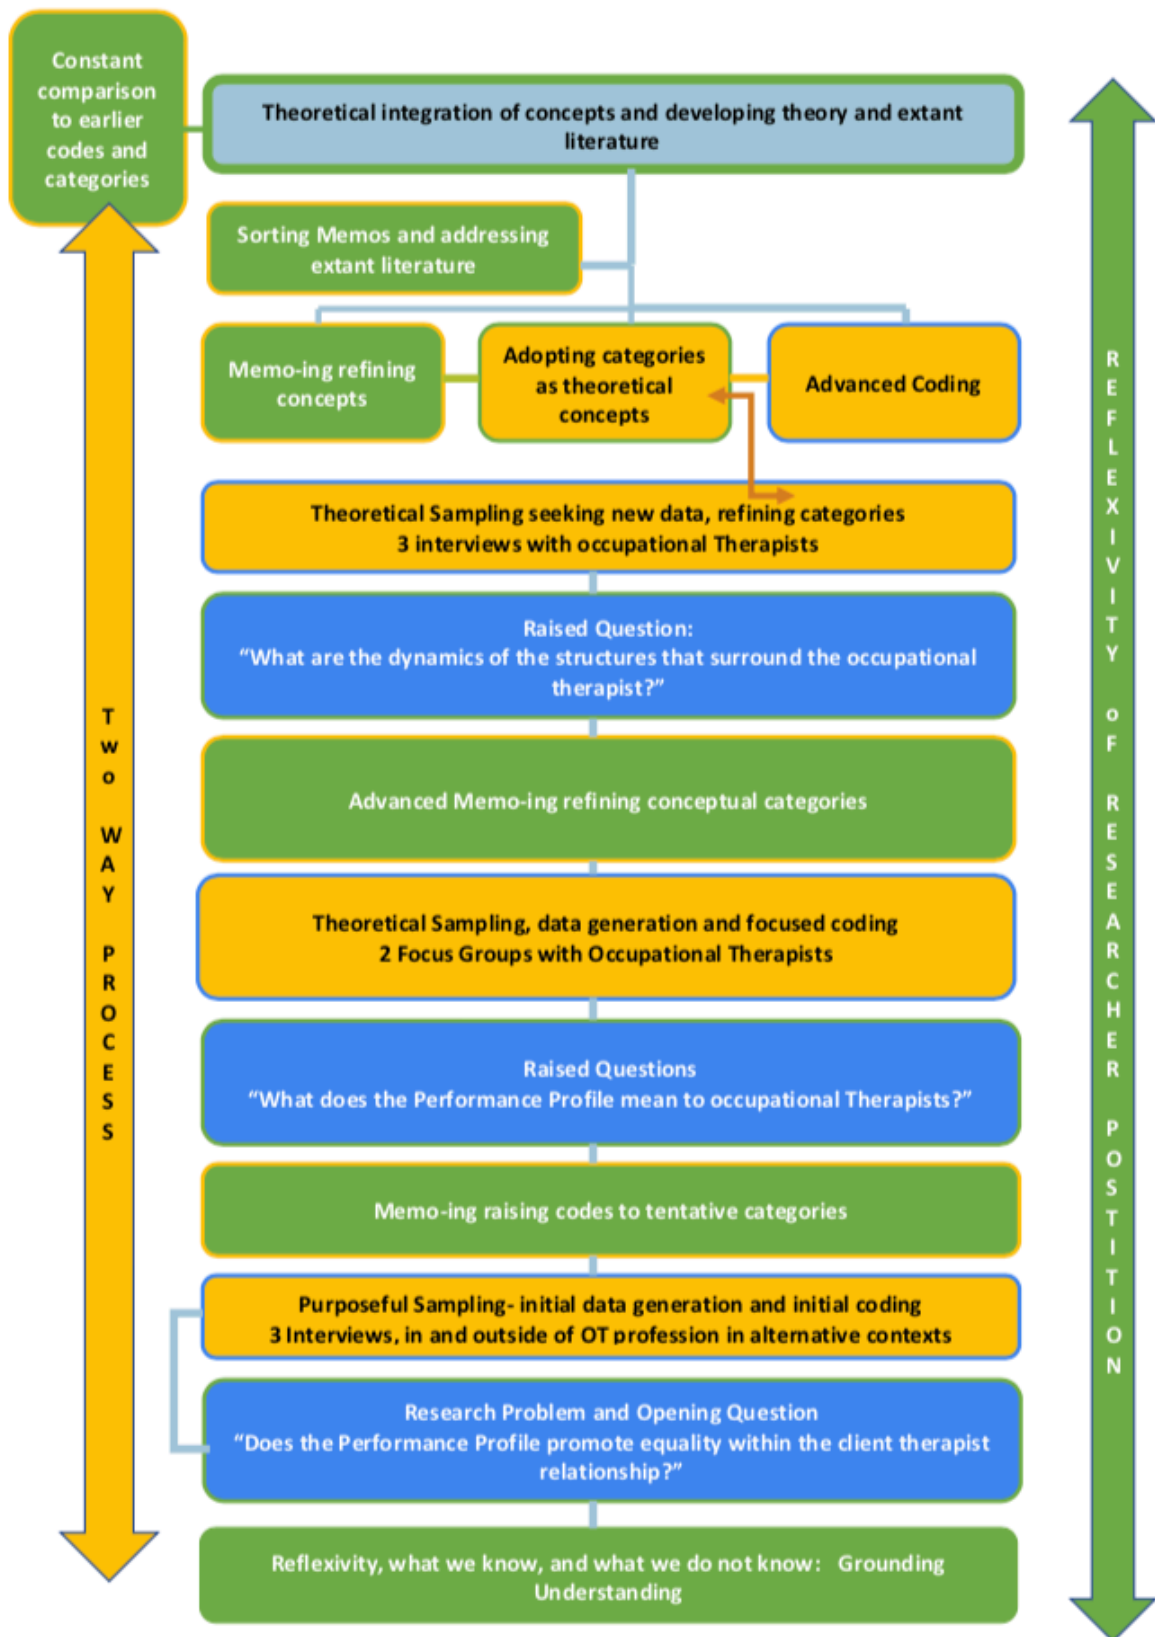 Constant
comparison
to earlier
codes and
categories
Theoretical integration of concepts and developing theory and extant
literature
Sorting Memos and addressing
extant literature
Memo-ing refining
concepts
Adopting categories
as theoretical
concepts
Advanced Coding
Theoretical Sampling seeking new data, refining categories
3 interviews with occupational Therapists
Raised Question:
“What are the dynamics of the structures that surround the occupational
therapist?”
Advanced Memo-ing refining conceptual categories
Theoretical Sampling, data generation and focused coding
2 Focus Groups with Occupational Therapists
Raised Questions
“What does the Performance Profile mean to occupational Therapists?”
Memo-ing raising codes to tentative categories
Purposeful Sampling- initial data generation and initial coding
3 Interviews, in and outside of OT profession in alternative contexts
Research Problem and Opening Question
“Does the Performance Profile promote equality within the client therapist
relationship?”
Reflexivity, what we know, and what we do not know: Grounding
Understanding
Two WAY PROCESS
REFLEXIVITY oF RESEARCHER POSTITION